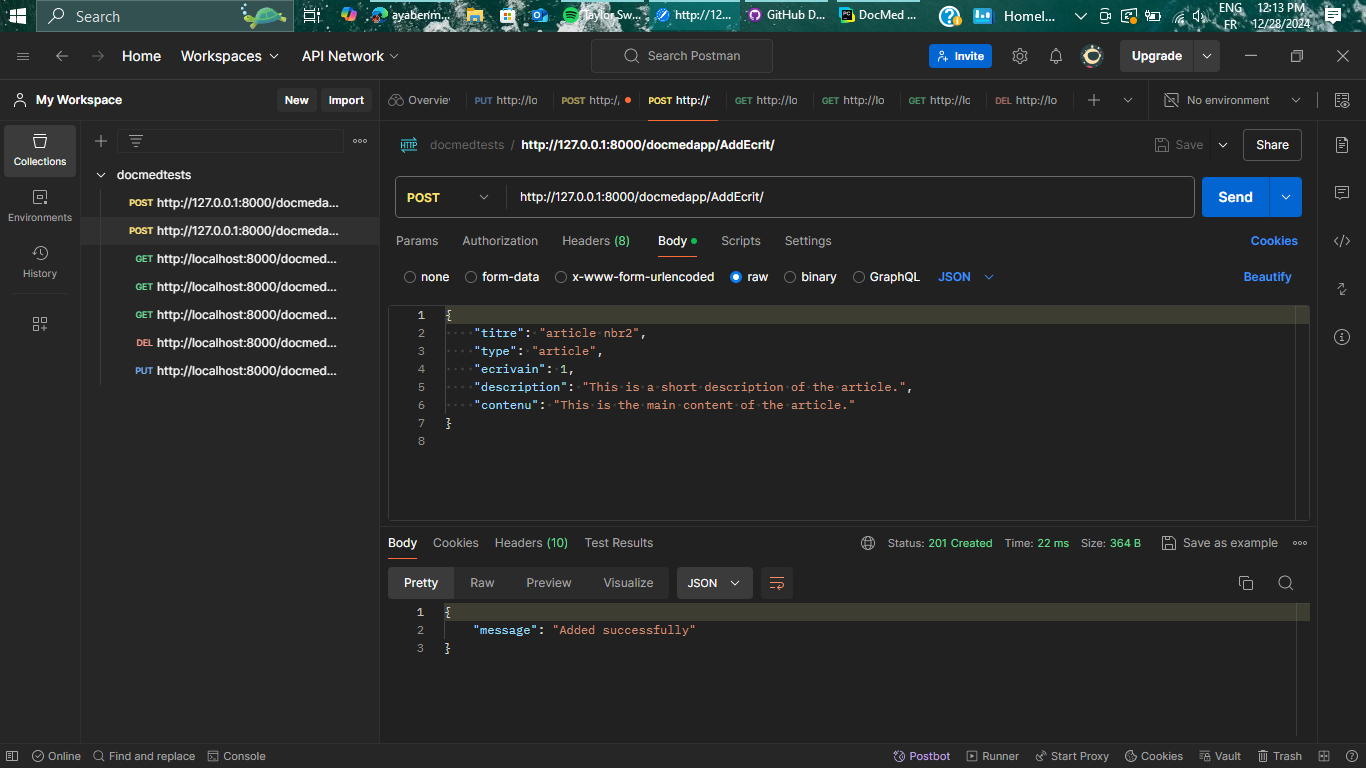 Search
ayabenm...
Taylor Sw...
http://12...
GitHub D...
DocMed ...
Homel...
ENG
FR
12:13 PM
12/28/2024
Home
Workspaces
API Network
Search Postman
Invite
Upgrade
My Workspace
New
Import
Overvie
PUT http://lo
POST http:/
POST http://
GET http://lo
GET http://lo
GET http://lo
DEL http://lo
No environment
Collections
Environments
History
docmedtests
POST http://127.0.0.1:8000/docmeda...
POST http://127.0.0.1:8000/docmeda...
GET http://localhost:8000/docmed...
GET http://localhost:8000/docmed...
GET http://localhost:8000/docmed...
DEL http://localhost:8000/docmed...
PUT http://localhost:8000/docmed...
HTTP docmedtests / http://127.0.0.1:8000/docmedapp/AddEcrit/
Save
Share
POST
http://127.0.0.1:8000/docmedapp/AddEcrit/
Send
Params Authorization Headers (8) Body Scripts Settings
Cookies
none form-data x-www-form-urlencoded raw binary GraphQL JSON
Beautify
1 {
2 "titre": "article nbr2",
3 "type": "article",
4 "ecrivain": 1,
5 "description": "This is a short description of the article.",
6 "contenu": "This is the main content of the article."
7 }
8
Body Cookies Headers (10) Test Results
Status: 201 Created Time: 22 ms Size: 364 B
Save as example
Pretty Raw Preview Visualize JSON
1 {
2 "message": "Added successfully"
3 }
Online Find and replace Console
Postbot Runner Start Proxy Cookies Vault Trash